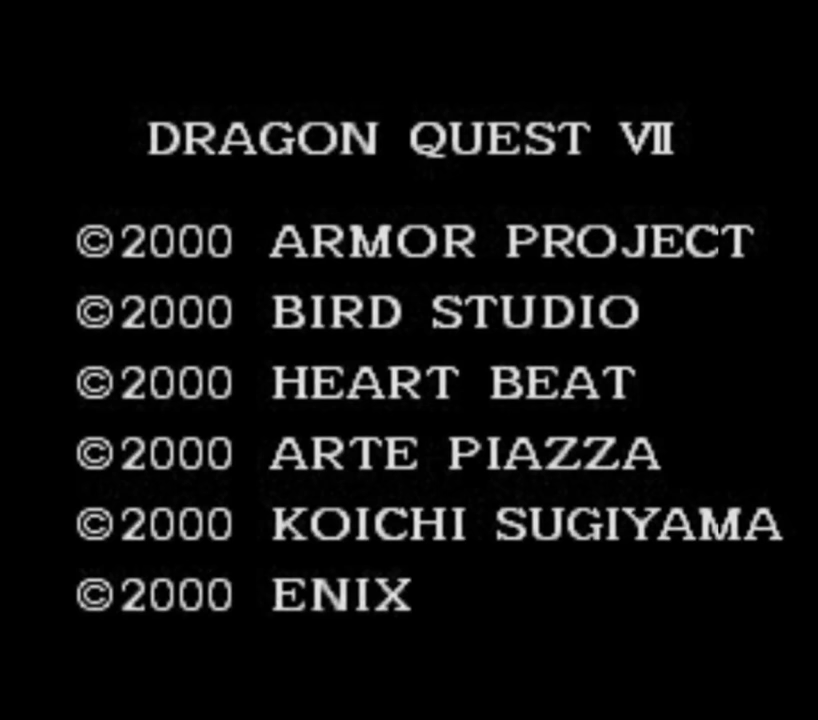 DRAGON QUEST Ⅶ
©2000 ARMOR PROJECT
©2000 BIRD STUDIO
©2000 HEART BEAT
©2000 ARTE PIAZZA
©2000 KOICHI SUGIYAMA
©2000 ENIX